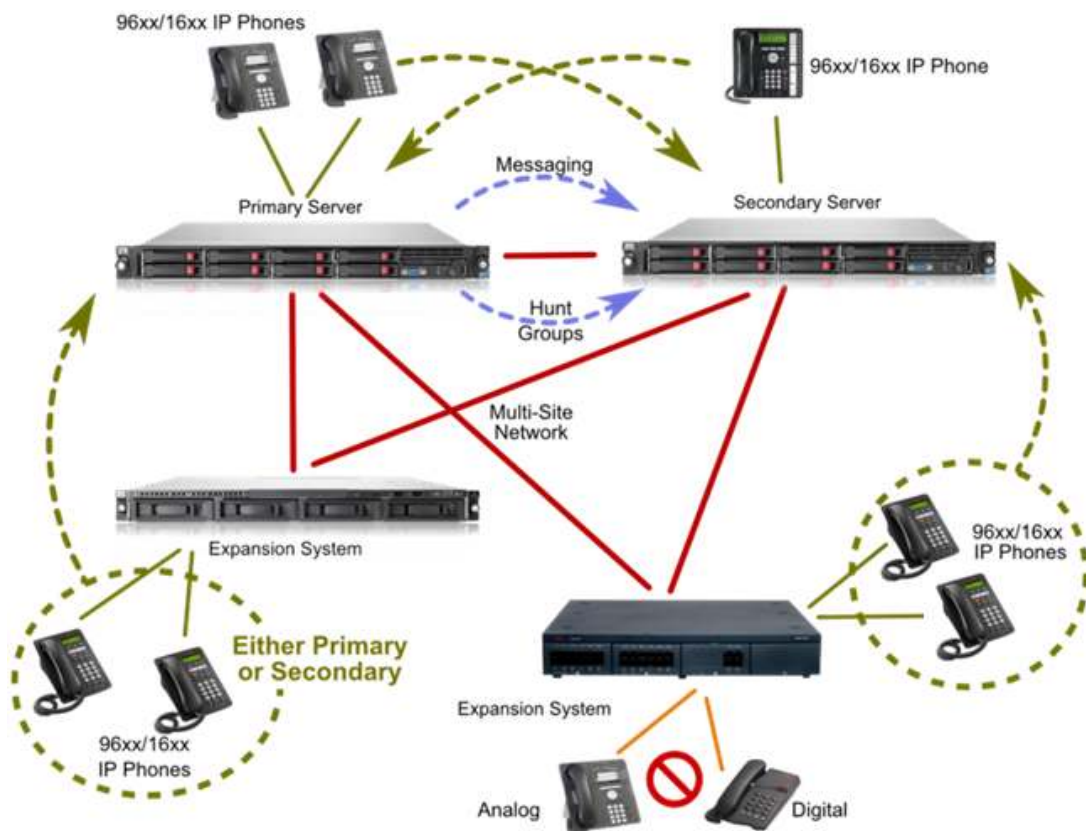 96xx/16xx IP Phones
96xx/16xx IP Phone
Messaging
Primary Server
Secondary Server
Hunt
Groups
Multi-Site
Network
Expansion System
96xx/16xx
IP Phones
Either Primary
or Secondary
96xx/16xx
IP Phones
Expansion System
Analog
Digital